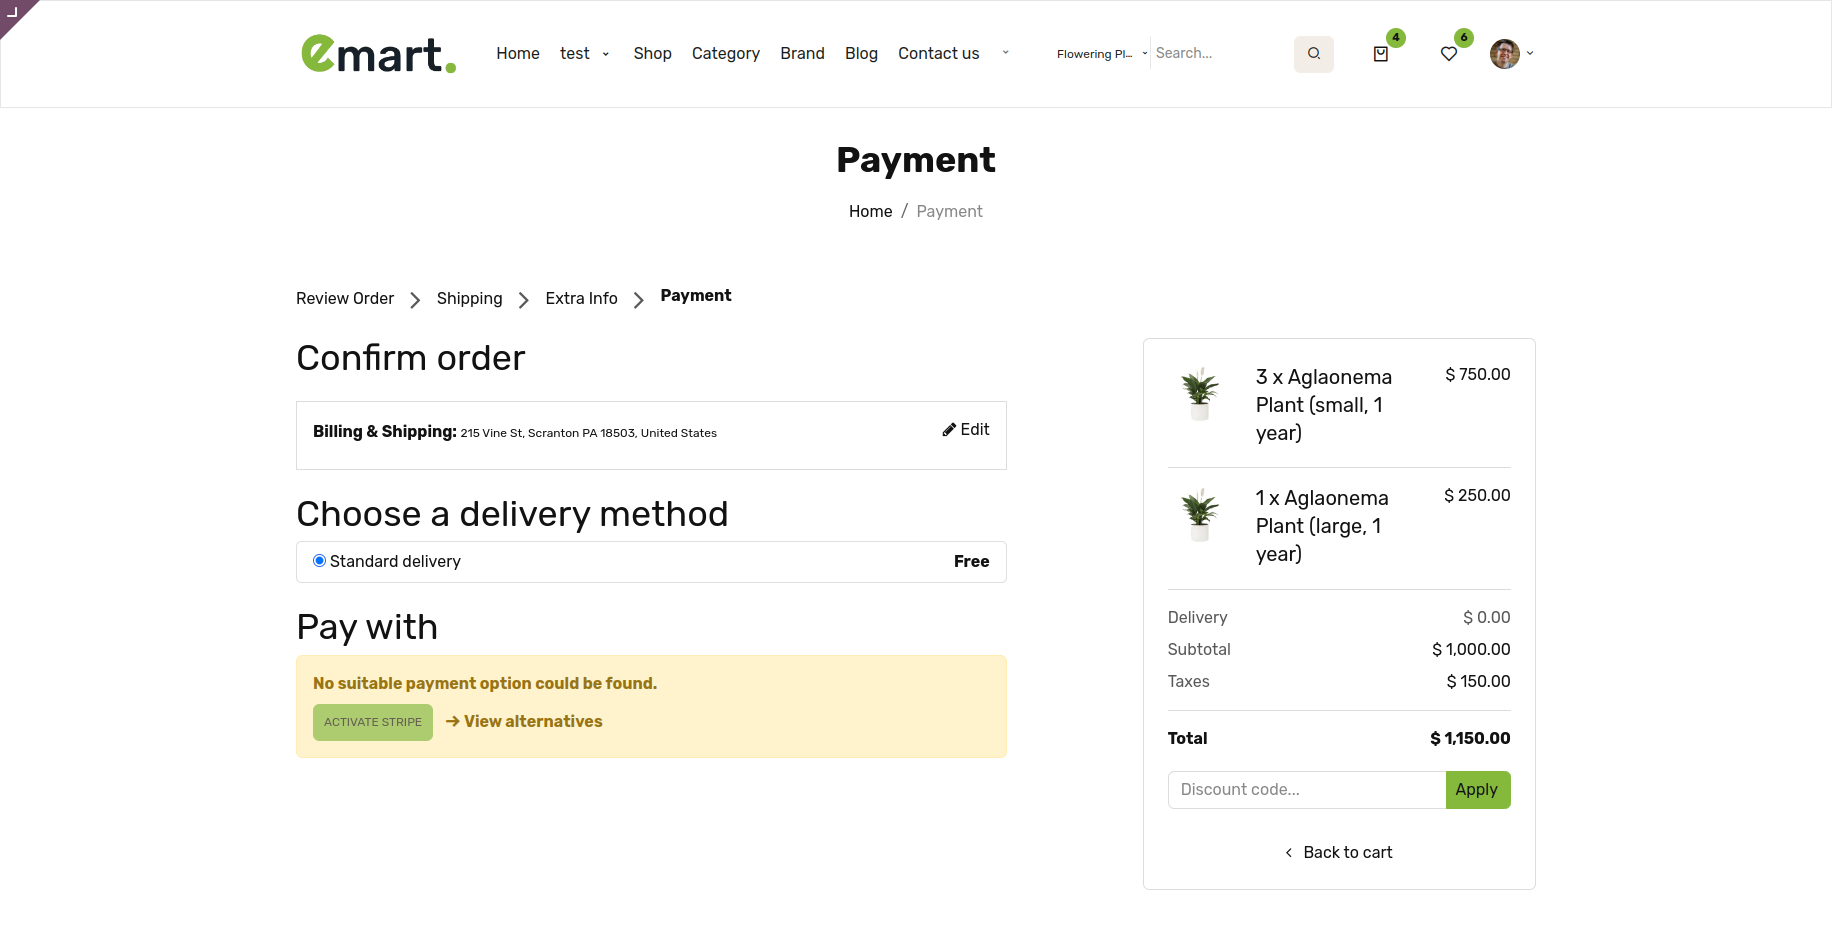 emart.
Home
test
Shop
Category
Brand
Blog
Contact us
Flowering Pl...
Search...
4
6
Payment
Home / Payment
Review Order
Shipping
Extra Info
Payment
Confirm order
Billing & Shipping: 215 Vine St, Scranton PA 18503, United States
Edit
Choose a delivery method
Standard delivery
Free
Pay with
No suitable payment option could be found.
ACTIVATE STRIPE
View alternatives
3 x Aglaonema
Plant (small, 1
year)
$ 750.00
1 x Aglaonema
Plant (large, 1
year)
$ 250.00
Delivery
$ 0.00
Subtotal
$ 1,000.00
Taxes
$ 150.00
Total
$ 1,150.00
Discount code...
Apply
Back to cart